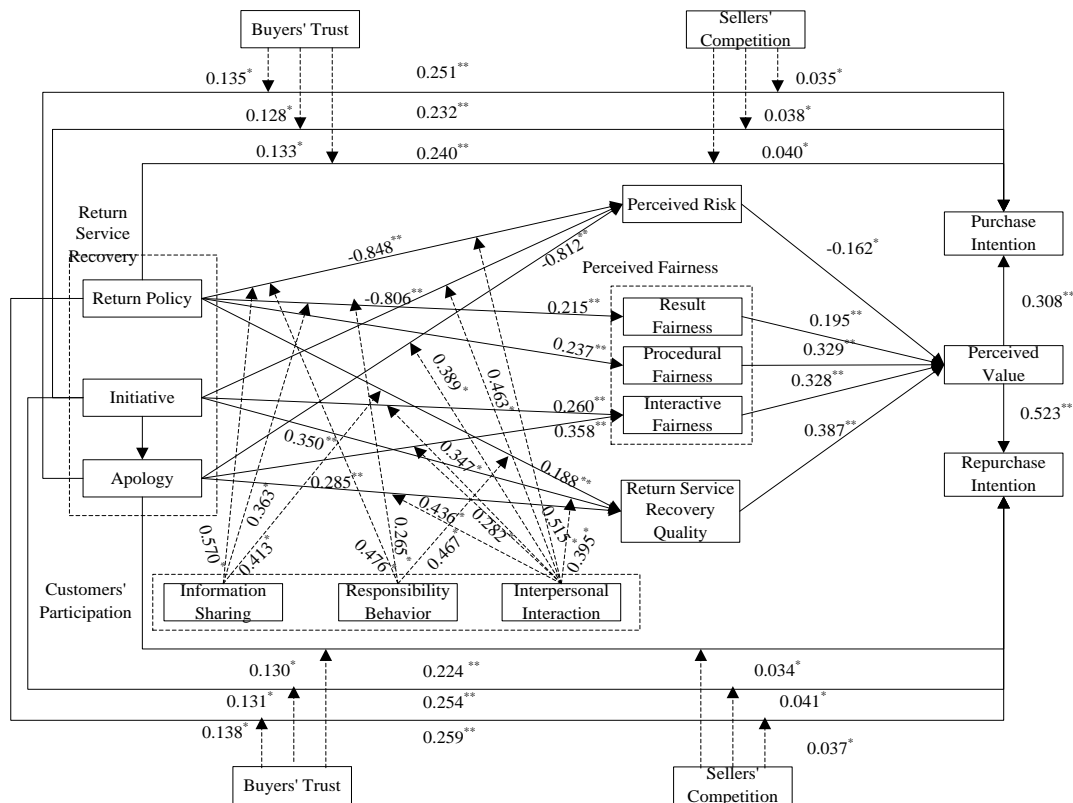 Buyers' Trust
Sellers'
Competition
0.135*
0.251**
0.035*
0.128*
0.232**
0.038*
0.133*
0.240**
0.040*
Return
Service
Recovery
Perceived Risk
Purchase
Intention
-0.848**
-0.812**
-0.162*
Perceived Fairness
Return Policy
-0.806**
0.215**
Result
Fairness
0.195**
0.308**
0.237**
Procedural
Fairness
0.329**
Perceived
Value
0.389*
0.463*
Initiative
0.260**
Interactive
Fairness
0.328**
0.350**
0.358**
0.387**
0.523**
0.347*
Apology
0.285**
0.188**
Return Service
Recovery
Quality
Repurchase
Intention
0.363*
0.436*
0.282
0.515*
0.395*
0.570*
0.413*
0.476*
0.265*
0.467*
Customers'
Participation
Information
Sharing
Responsibility
Behavior
Interpersonal
Interaction
0.130*
0.224**
0.034*
0.131*
0.254**
0.041*
0.138*
0.259**
0.037*
Buyers' Trust
Sellers'
Competition